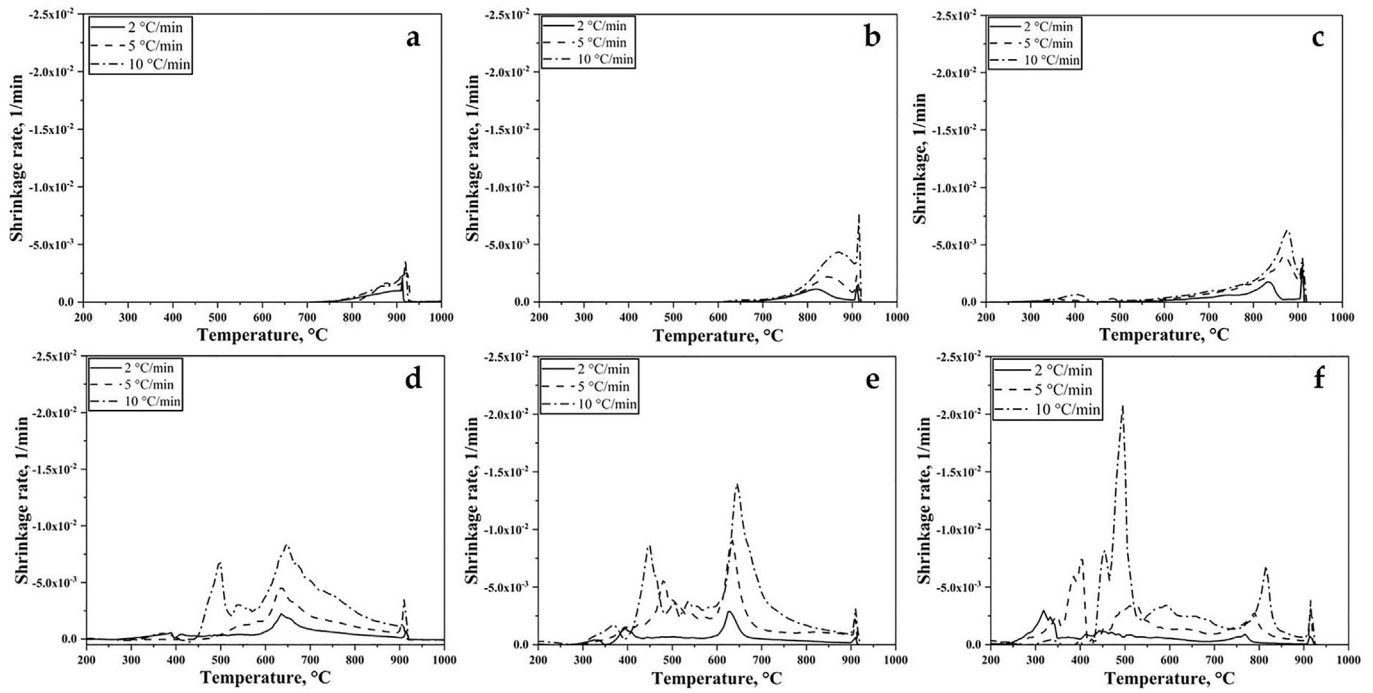 -2.5x10⁻²
2 °C/min
5 °C/min
10 °C/min
a
-2.0x10⁻²
-1.5x10⁻²
-1.0x10⁻²
-5.0x10⁻³
0.0
Shrinkage rate, 1/min
200 300 400 500 600 700 800 900 1000
Temperature, °C
-2.5x10⁻²
2 °C/min
5 °C/min
10 °C/min
b
-2.0x10⁻²
-1.5x10⁻²
-1.0x10⁻²
-5.0x10⁻³
0.0
Shrinkage rate, 1/min
200 300 400 500 600 700 800 900 1000
Temperature, °C
-2.5x10⁻²
2 °C/min
5 °C/min
10 °C/min
c
-2.0x10⁻²
-1.5x10⁻²
-1.0x10⁻²
-5.0x10⁻³
0.0
Shrinkage, 1/min
200 300 400 500 600 700 800 900 1000
Temperature, °C
-2.5x10⁻²
2 °C/min
5 °C/min
10 °C/min
d
-2.0x10⁻²
-1.5x10⁻²
-1.0x10⁻²
-5.0x10⁻³
0.0
Shrinkage rate, 1/min
200 300 400 500 600 700 800 900 1000
Temperature, °C
-2.5x10⁻²
2 °C/min
5 °C/min
10 °C/min
e
-2.0x10⁻²
-1.5x10⁻²
-1.0x10⁻²
-5.0x10⁻³
0.0
Shrinkage rate, 1/min
200 300 400 500 600 700 800 900 1000
Temperature, °C
-2.5x10⁻²
2 °C/min
5 °C/min
10 °C/min
f
-2.0x10⁻²
-1.5x10⁻²
-1.0x10⁻²
-5.0x10⁻³
0.0
Shrinkage rate, 1/min
200 300 400 500 600 700 800 900 1000
Temperature, °C